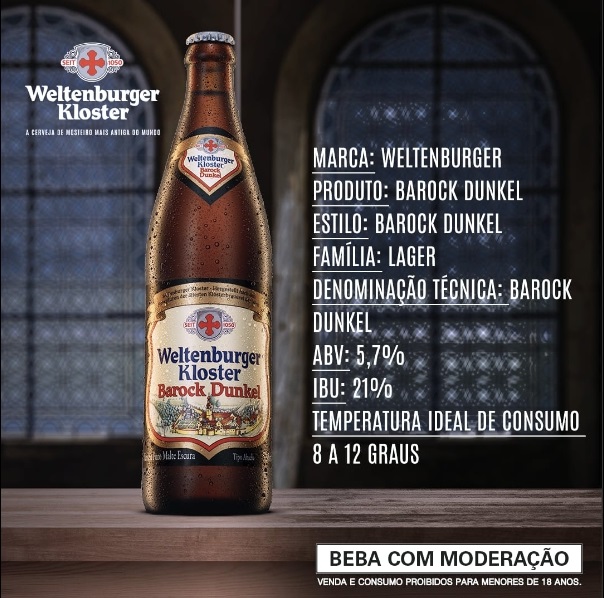 SEIT 1050
Weltenburger
Kloster
A CERVEJA DE MOSTEIRO MAIS ANTIGA DO MUNDO
Weltenburger
Kloster
Barock
Dunkel
SEIT 1050
Weltenburger
Kloster
Barock Dunkel
Malte Escura
MARCA: WELTENBURGER
PRODUTO: BAROCK DUNKEL
ESTILO: BAROCK DUNKEL
FAMÍLIA: LAGER
DENOMINAÇÃO TÉCNICA: BAROCK
DUNKEL
ABV: 5,7%
IBU: 21%
TEMPERATURA IDEAL DE CONSUMO
8 A 12 GRAUS
BEBA COM MODERAÇÃO
VENDA E CONSUMO PROIBIDOS PARA MENORES DE 18 ANOS.